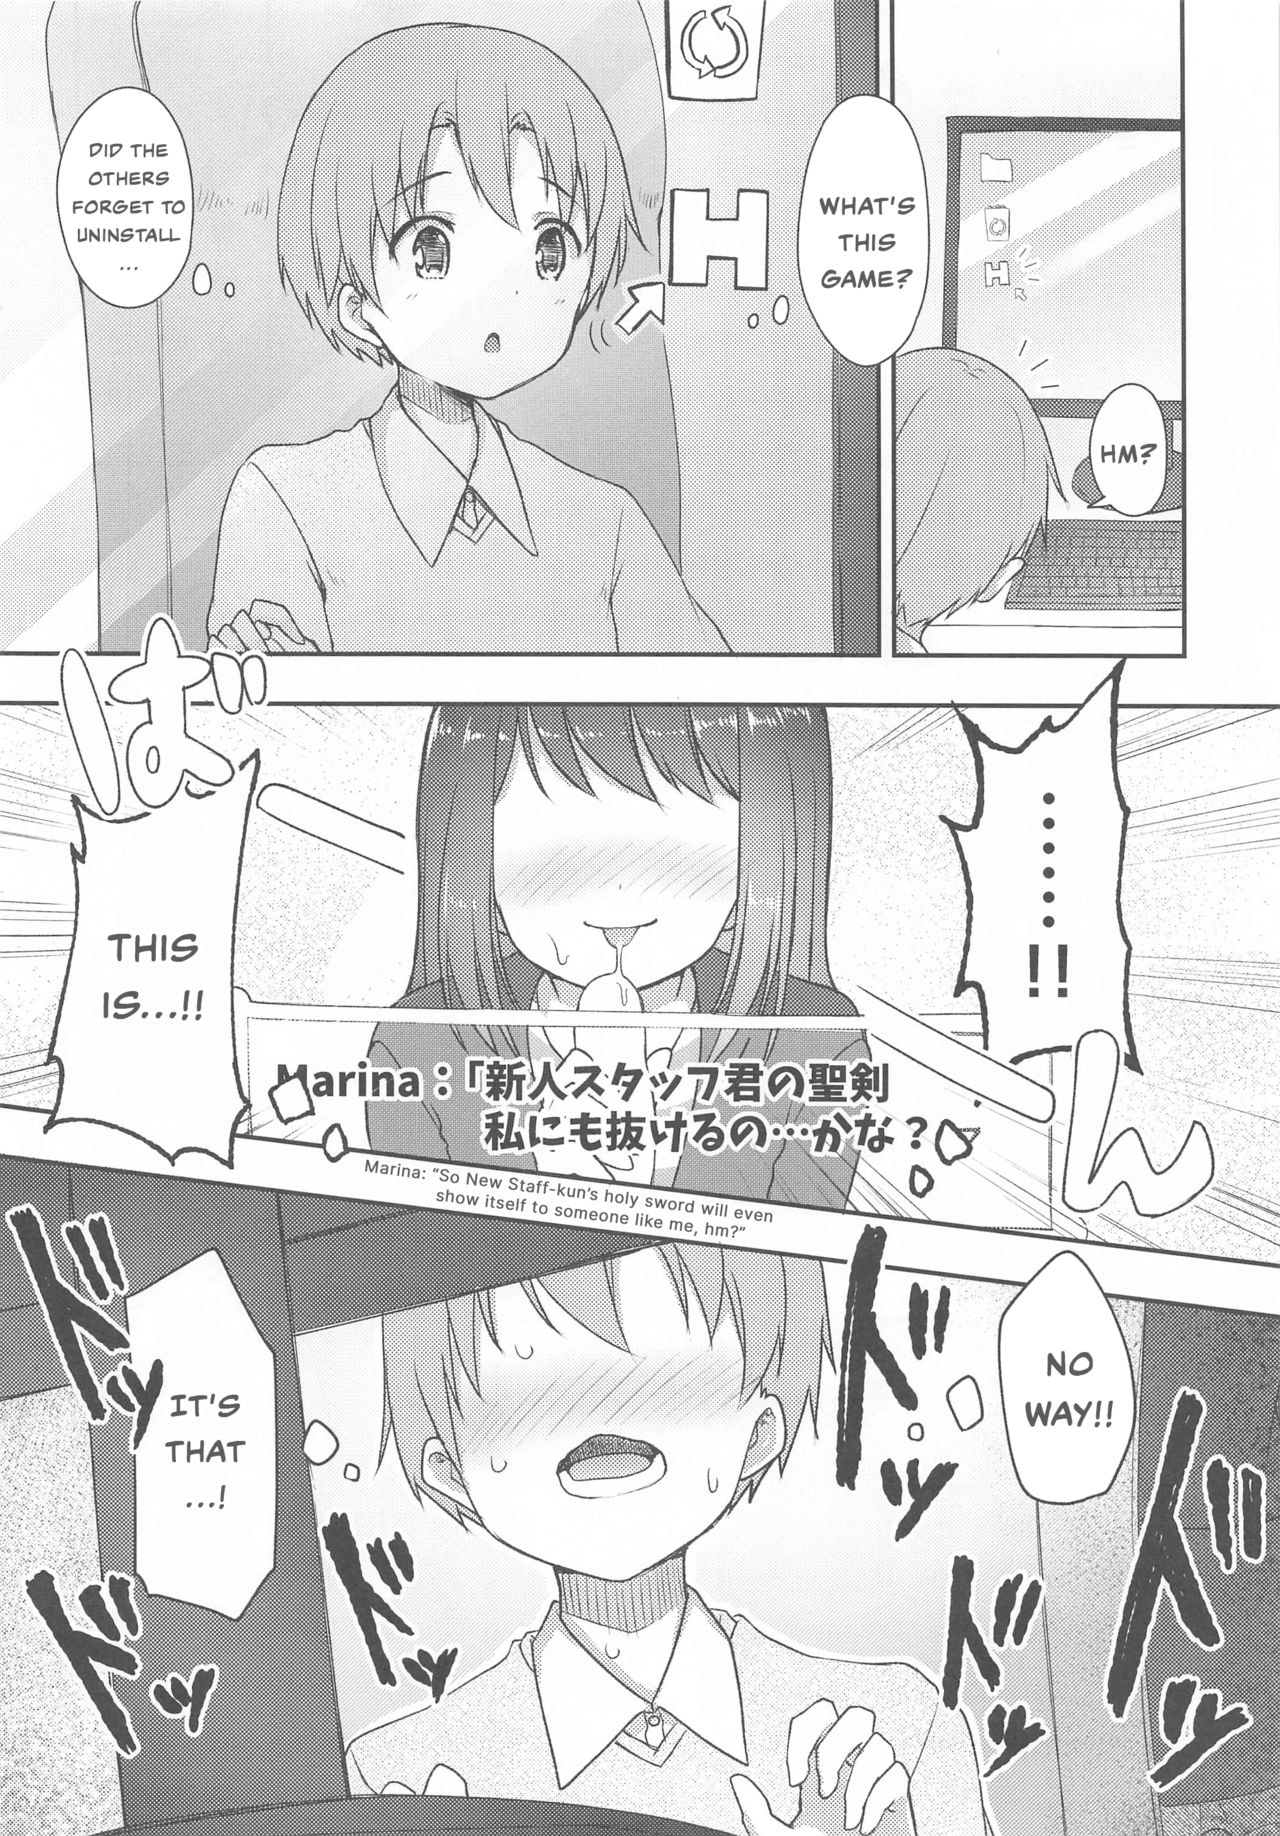 HM?
WHAT'S
THIS
GAME?
H
H
DID THE
OTHERS
FORGET TO
UNINSTALL
...
......!!
ばーん
THIS
IS...!!
Marina：「新人スタッフ君の聖剣
私にも抜けるの…かな？
Marina: "So New Staff-kun's holy sword will even
show itself to someone like me, hm?"
NO
WAY!!
IT'S
THAT
...!
ドドッ
ドッ
ドッ
ドッ
ドッ
ドッ